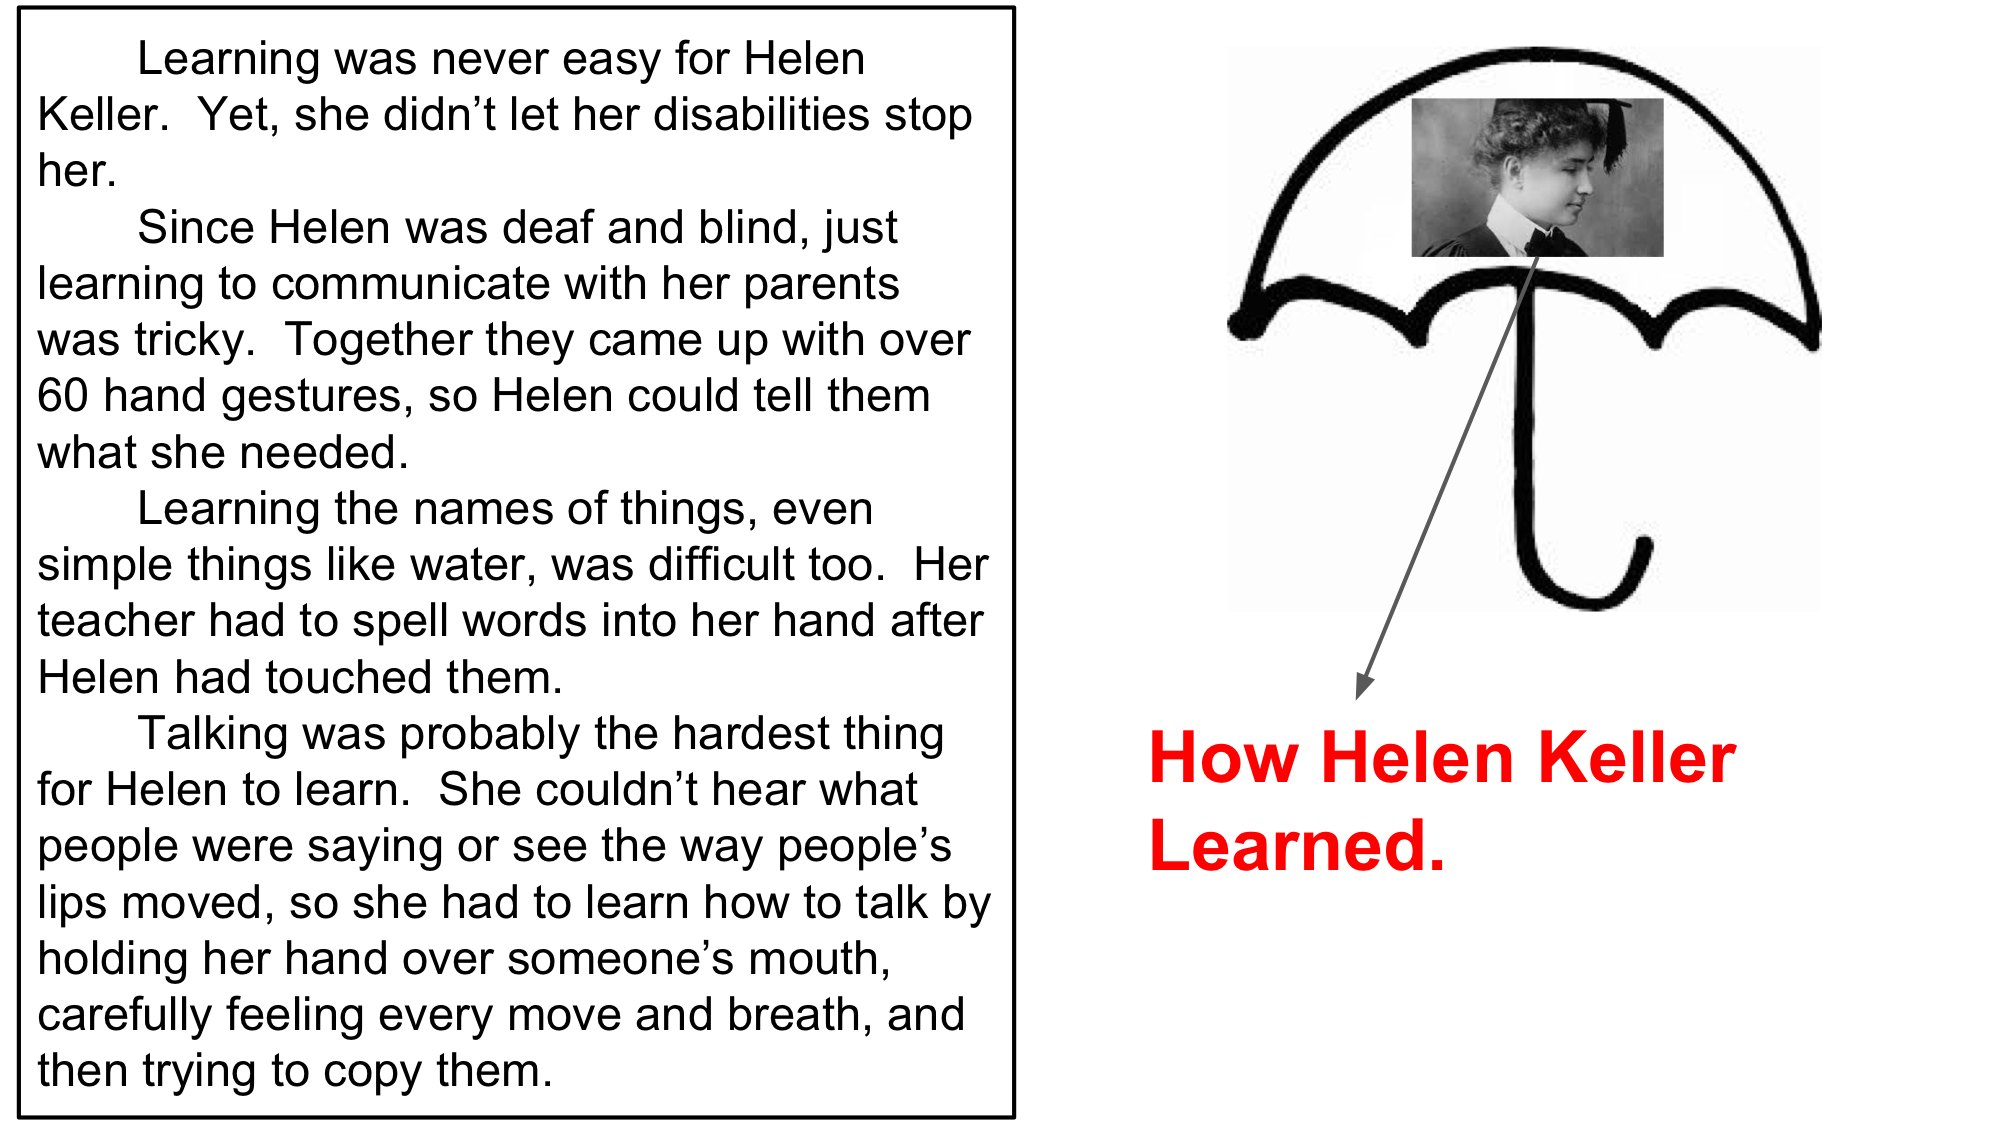 Learning was never easy for Helen
Keller.  Yet, she didn’t let her disabilities stop
her.
Since Helen was deaf and blind, just
learning to communicate with her parents
was tricky.  Together they came up with over
60 hand gestures, so Helen could tell them
what she needed.
Learning the names of things, even
simple things like water, was difficult too.  Her
teacher had to spell words into her hand after
Helen had touched them.
Talking was probably the hardest thing
for Helen to learn.  She couldn’t hear what
people were saying or see the way people’s
lips moved, so she had to learn how to talk by
holding her hand over someone’s mouth,
carefully feeling every move and breath, and
then trying to copy them.
How Helen Keller
Learned.